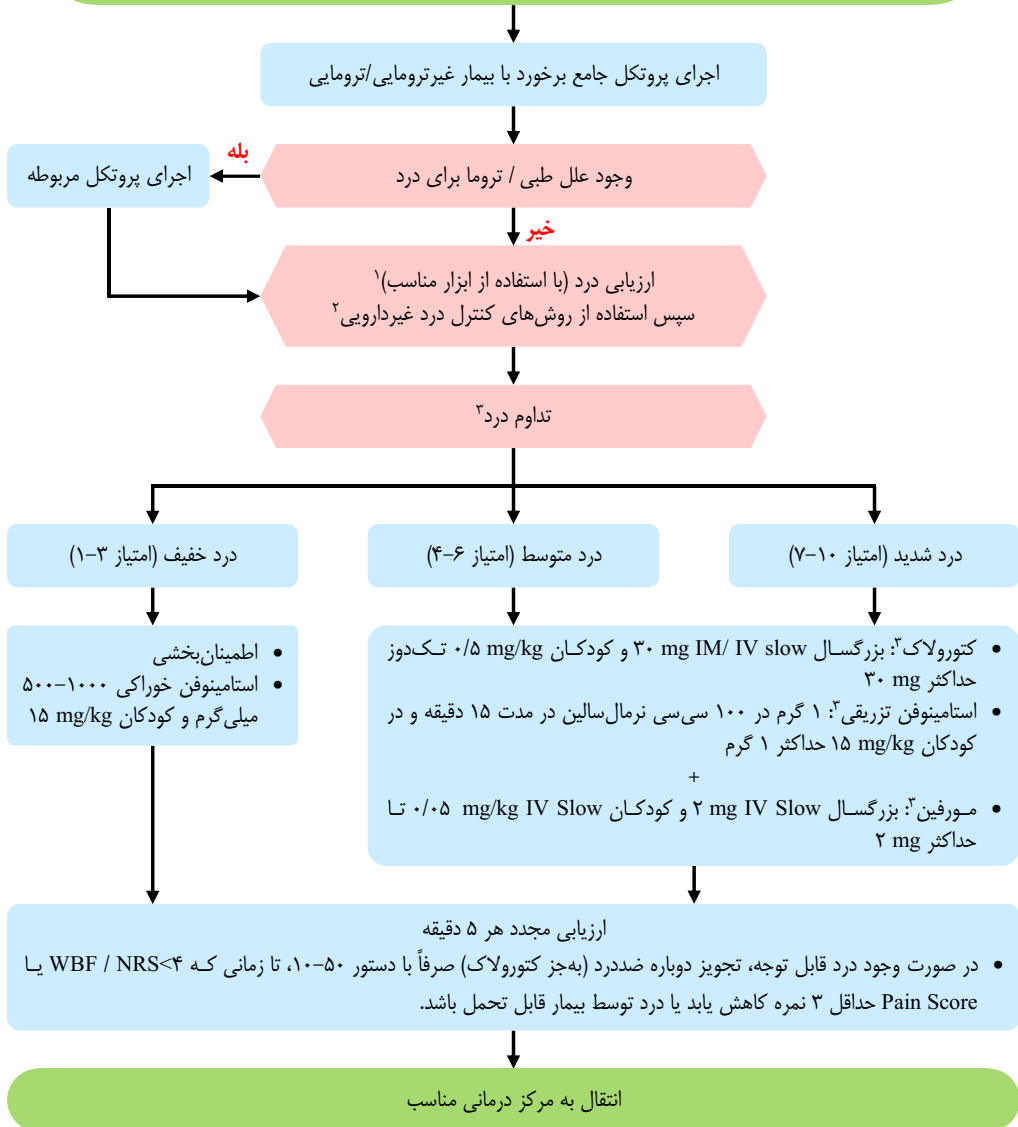 اجرای پروتکل جامع برخورد با بیمار غیرترومایی/ترومایی
وجود علل طبی / تروما برای درد
بله
اجرای پروتکل مربوطه
خیر
ارزیابی درد (با استفاده از ابزار مناسب)۱
سپس استفاده از روش‌های کنترل درد غیردارویی۲
تداوم درد۳
درد شدید (امتیاز ۱۰-۷)
درد متوسط (امتیاز ۶-۴)
درد خفیف (امتیاز ۳-۱)
• کتورولاک۳: بزرگسال ۳۰ mg IM/ IV slow و کودکان ۰/۵ mg/kg تک‌دوز
حداکثر ۳۰ mg
• استامینوفن تزریقی۳: ۱ گرم در ۱۰۰ سی‌سی نرمال‌سالین در مدت ۱۵ دقیقه و در
کودکان ۱۵ mg/kg حداکثر ۱ گرم
+
• مورفین۳: بزرگسال ۲ mg IV Slow و کودکان ۰/۰۵ mg/kg IV Slow تا
حداکثر ۲ mg
• اطمینان‌بخشی
• استامینوفن خوراکی ۱۰۰۰-۵۰۰
میلی‌گرم و کودکان ۱۵ mg/kg
ارزیابی مجدد هر ۵ دقیقه
• در صورت وجود درد قابل توجه، تجویز دوباره ضددرد (به‌جز کتورولاک) صرفاً با دستور ۵۰-۱۰، تا زمانی که WBF / NRS<۴ یا
Pain Score حداقل ۳ نمره کاهش یابد یا درد توسط بیمار قابل تحمل باشد.
انتقال به مرکز درمانی مناسب